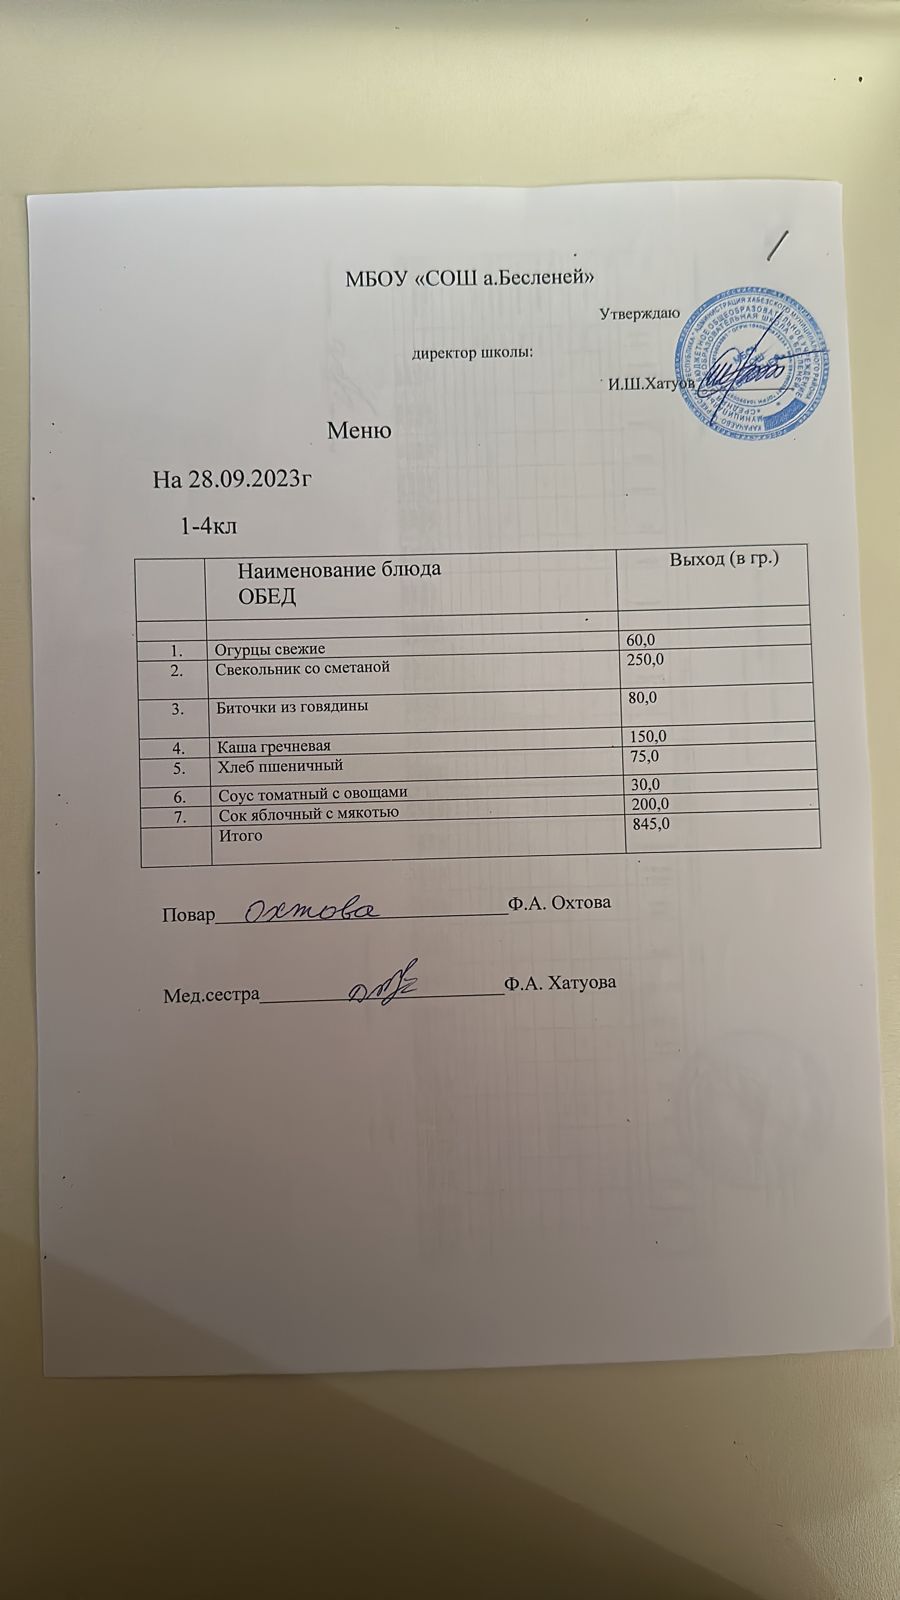 МБОУ «СОШ а.Бесленей»
Утверждаю
директор школы:
И.Ш.Хатуов
Меню
На 28.09.2023г
1-4кл
Наименование блюда Выход (в гр.)
ОБЕД
1. Огурцы свежие 60,0
2. Свекольник со сметаной 250,0
3. Биточки из говядины 80,0
4. Каша гречневая 150,0
5. Хлеб пшеничный 75,0
6. Соус томатный с овощами 30,0
7. Сок яблочный с мякотью 200,0
Итого 845,0
Повар Охтова Ф.А. Охтова
Мед.сестра Ф.А. Хатуова